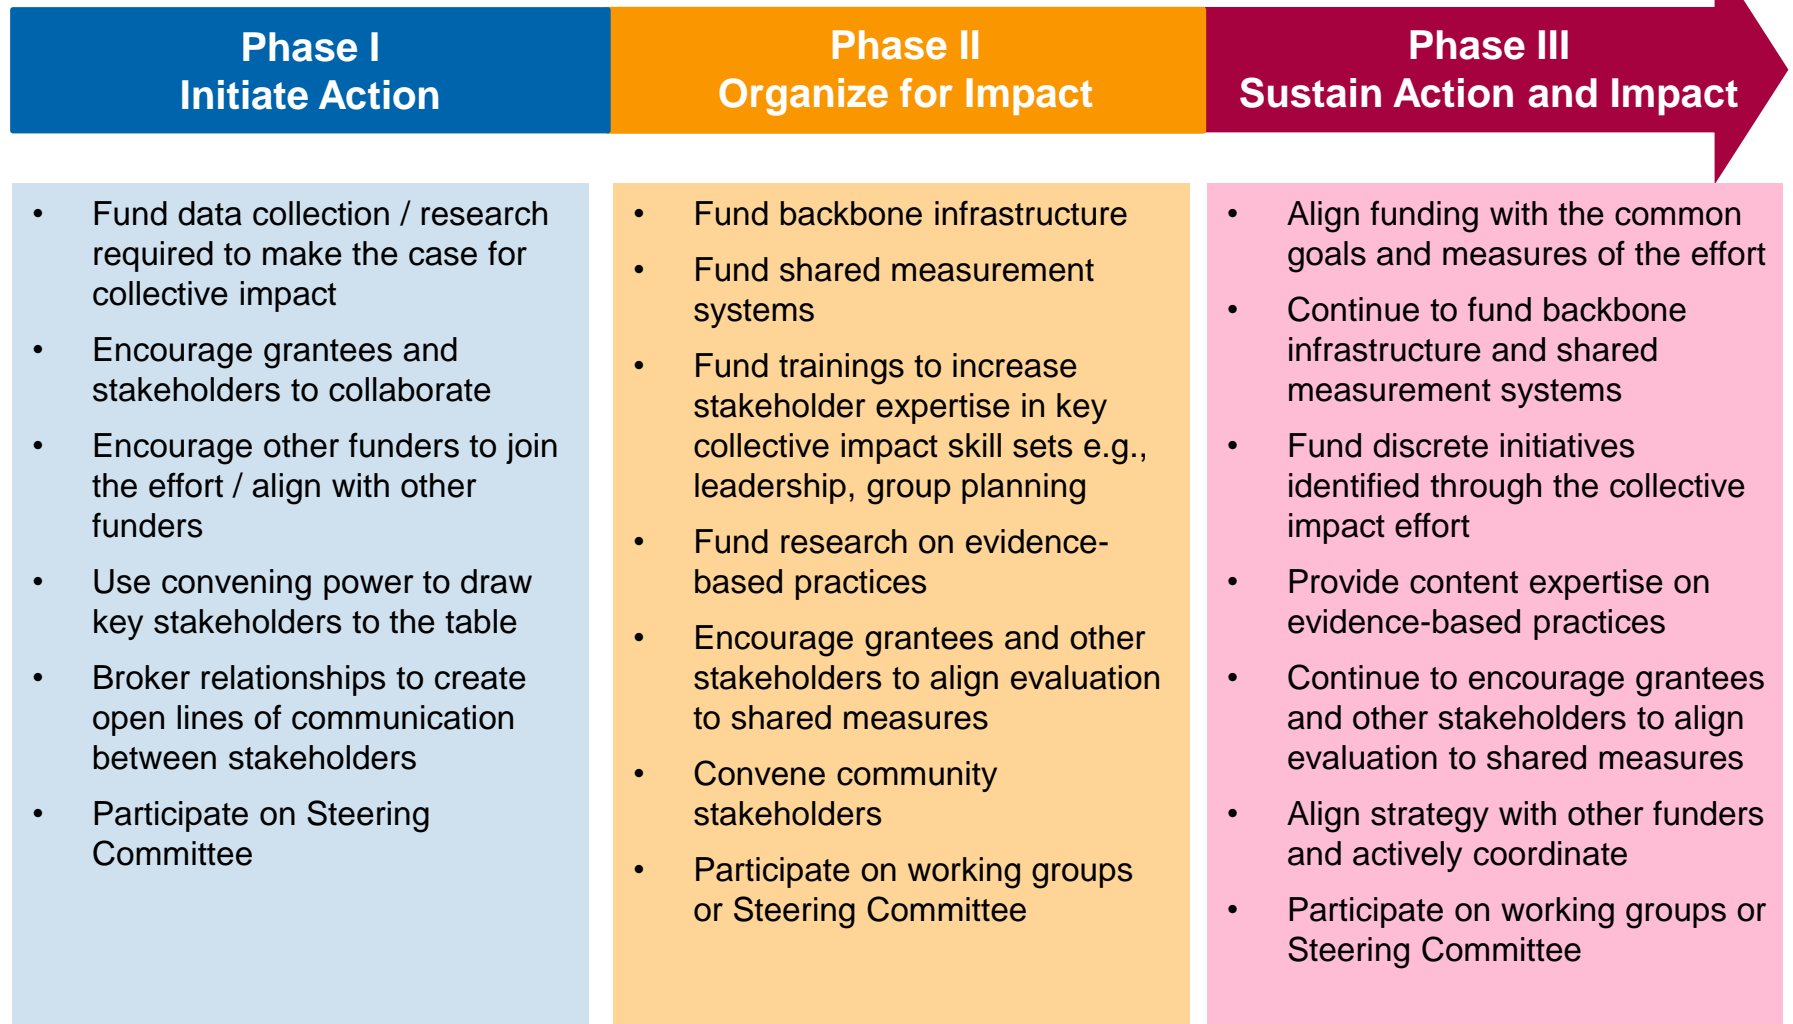 Phase I
Initiate Action
Phase II
Organize for Impact
Phase III
Sustain Action and Impact
• Fund data collection / research
required to make the case for
collective impact
• Encourage grantees and
stakeholders to collaborate
• Encourage other funders to join
the effort / align with other
funders
• Use convening power to draw
key stakeholders to the table
• Broker relationships to create
open lines of communication
between stakeholders
• Participate on Steering
Committee
• Fund backbone infrastructure
• Fund shared measurement
systems
• Fund trainings to increase
stakeholder expertise in key
collective impact skill sets e.g.,
leadership, group planning
• Fund research on evidence-
based practices
• Encourage grantees and other
stakeholders to align evaluation
to shared measures
• Convene community
stakeholders
• Participate on working groups
or Steering Committee
• Align funding with the common
goals and measures of the effort
• Continue to fund backbone
infrastructure and shared
measurement systems
• Fund discrete initiatives
identified through the collective
impact effort
• Provide content expertise on
evidence-based practices
• Continue to encourage grantees
and other stakeholders to align
evaluation to shared measures
• Align strategy with other funders
and actively coordinate
• Participate on working groups or
Steering Committee